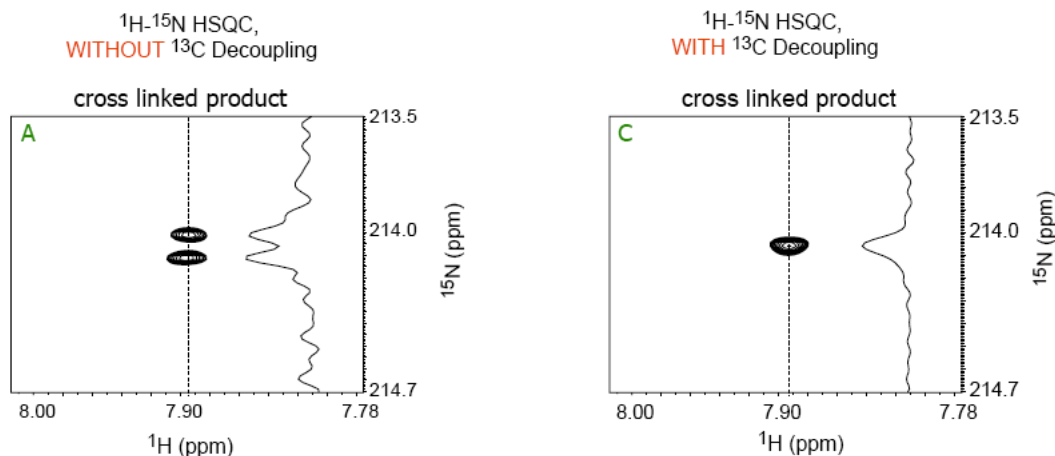 ¹H-¹⁵N HSQC,
WITHOUT ¹³C Decoupling
cross linked product
A
213.5
214.0
214.7
¹⁵N (ppm)
8.00 7.90 7.78
¹H (ppm)
¹H-¹⁵N HSQC,
WITH ¹³C Decoupling
cross linked product
C
213.5
214.0
214.7
¹⁵N (ppm)
8.00 7.90 7.78
¹H (ppm)